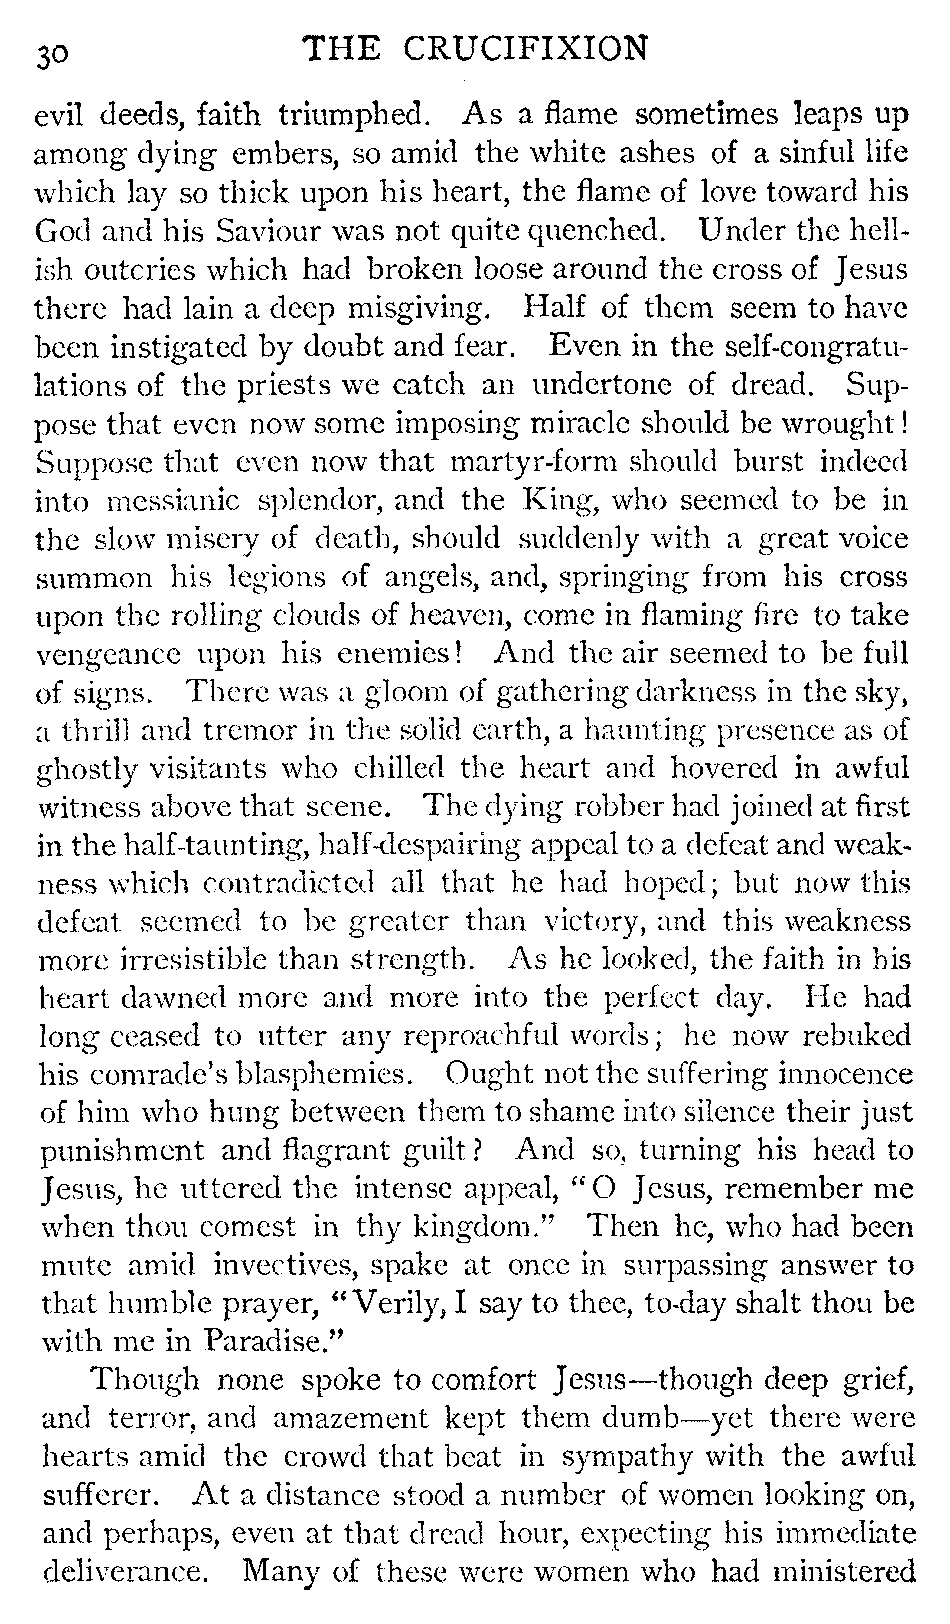 30 THE CRUCIFIXION
evil deeds, faith triumphed. As a flame sometimes leaps up
among dying embers, so amid the white ashes of a sinful life
which lay so thick upon his heart, the flame of love toward his
God and his Saviour was not quite quenched. Under the hell-
ish outcries which had broken loose around the cross of Jesus
there had lain a deep misgiving. Half of them seem to have
been instigated by doubt and fear. Even in the self-congratu-
lations of the priests we catch an undertone of dread. Sup-
pose that even now some imposing miracle should be wrought!
Suppose that even now that martyr-form should burst indeed
into messianic splendor, and the King, who seemed to be in
the slow misery of death, should suddenly with a great voice
summon his legions of angels, and, springing from his cross
upon the rolling clouds of heaven, come in flaming fire to take
vengeance upon his enemies! And the air seemed to be full
of signs. There was a gloom of gathering darkness in the sky,
a thrill and tremor in the solid earth, a haunting presence as of
ghostly visitants who chilled the heart and hovered in awful
witness above that scene. The dying robber had joined at first
in the half-taunting, half-despairing appeal to a defeat and weak-
ness which contradicted all that he had hoped; but now this
defeat seemed to be greater than victory, and this weakness
more irresistible than strength. As he looked, the faith in his
heart dawned more and more into the perfect day. He had
long ceased to utter any reproachful words; he now rebuked
his comrade's blasphemies. Ought not the suffering innocence
of him who hung between them to shame into silence their just
punishment and flagrant guilt? And so, turning his head to
Jesus, he uttered the intense appeal, "O Jesus, remember me
when thou comest in thy kingdom." Then he, who had been
mute amid invectives, spake at once in surpassing answer to
that humble prayer, "Verily, I say to thee, to-day shalt thou be
with me in Paradise."
Though none spoke to comfort Jesus—though deep grief,
and terror, and amazement kept them dumb—yet there were
hearts amid the crowd that beat in sympathy with the awful
sufferer. At a distance stood a number of women looking on,
and perhaps, even at that dread hour, expecting his immediate
deliverance. Many of these were women who had ministered